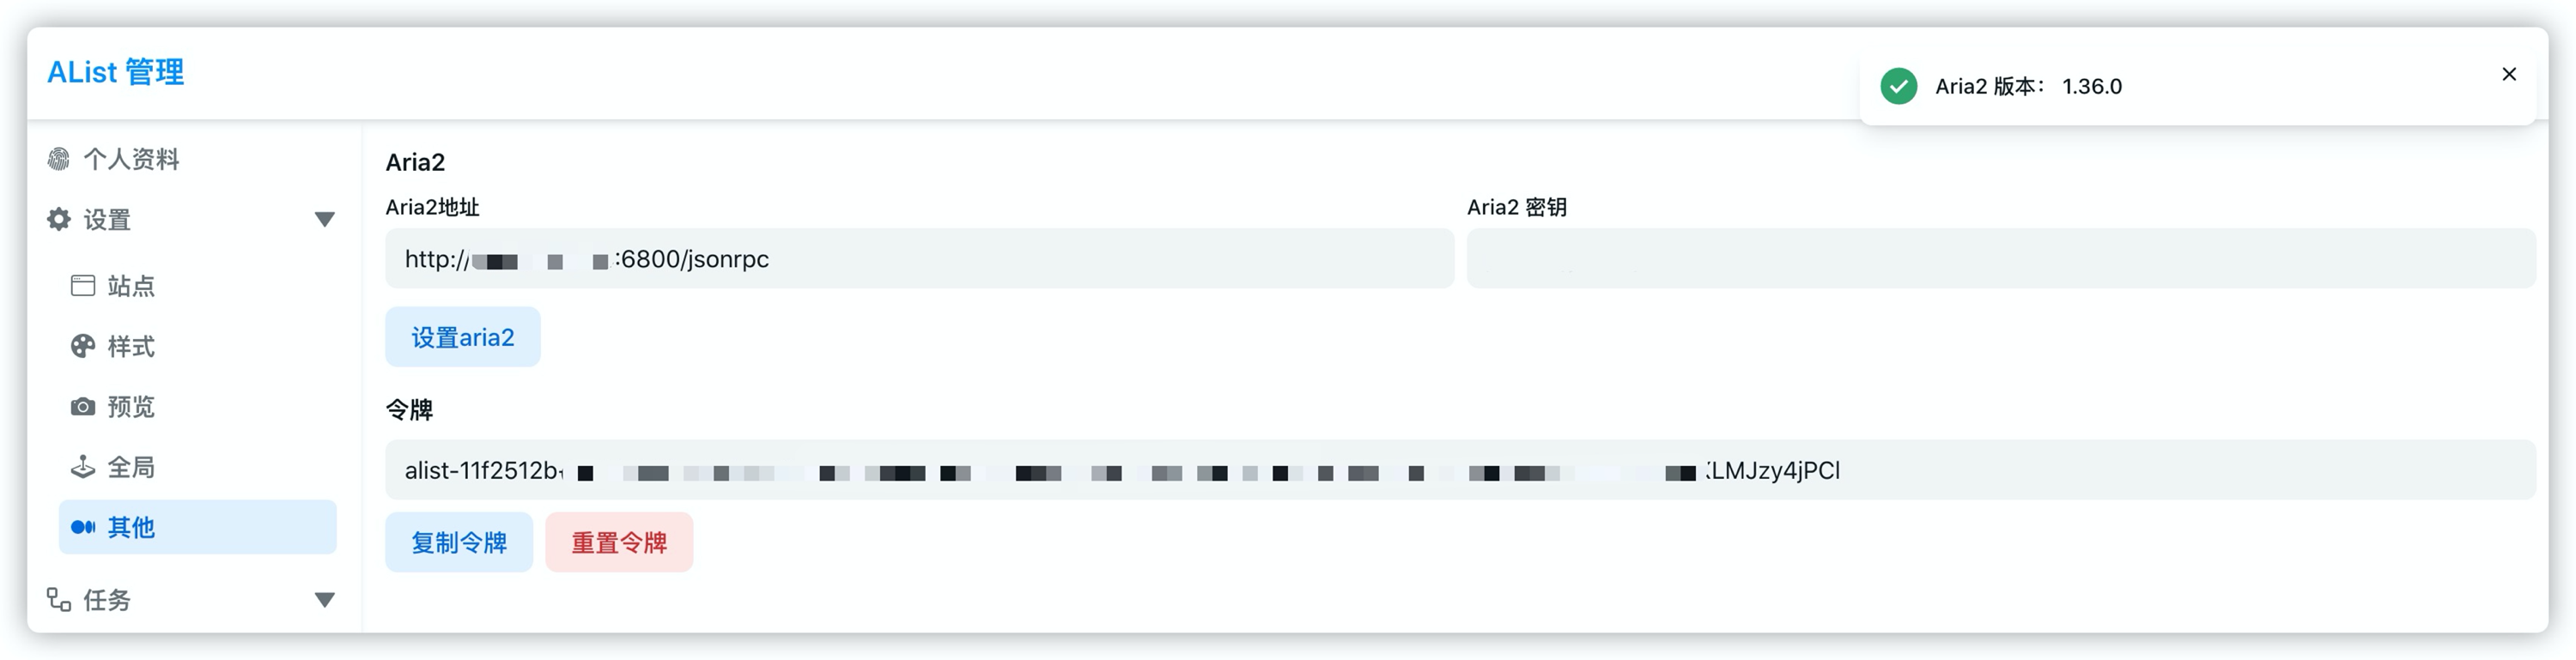 AList 管理
Aria2 版本： 1.36.0
个人资料
设置
站点
样式
预览
全局
其他
任务
Aria2
Aria2地址
http:// :6800/jsonrpc
Aria2 密钥
设置aria2
令牌
alist-11f2512b LMJzy4jPCl
复制令牌
重置令牌